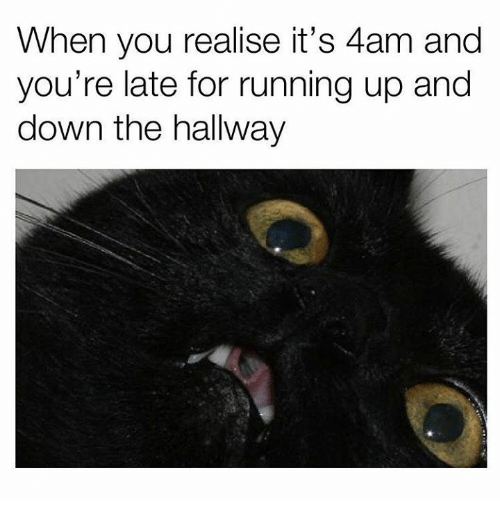 When you realise it's 4am and
you're late for running up and
down the hallway